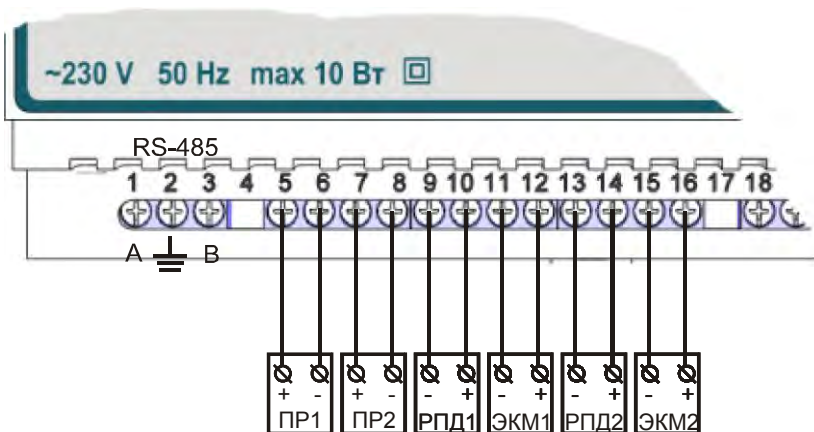 ~230 V 50 Hz max 10 Вт
RS-485
1 2 3 4 5 6 7 8 9 10 11 12 13 14 15 16 17 18
A B
+ - + - - + - + - + - +
ПР1 ПР2 РПД1 ЭКМ1 РПД2 ЭКМ2